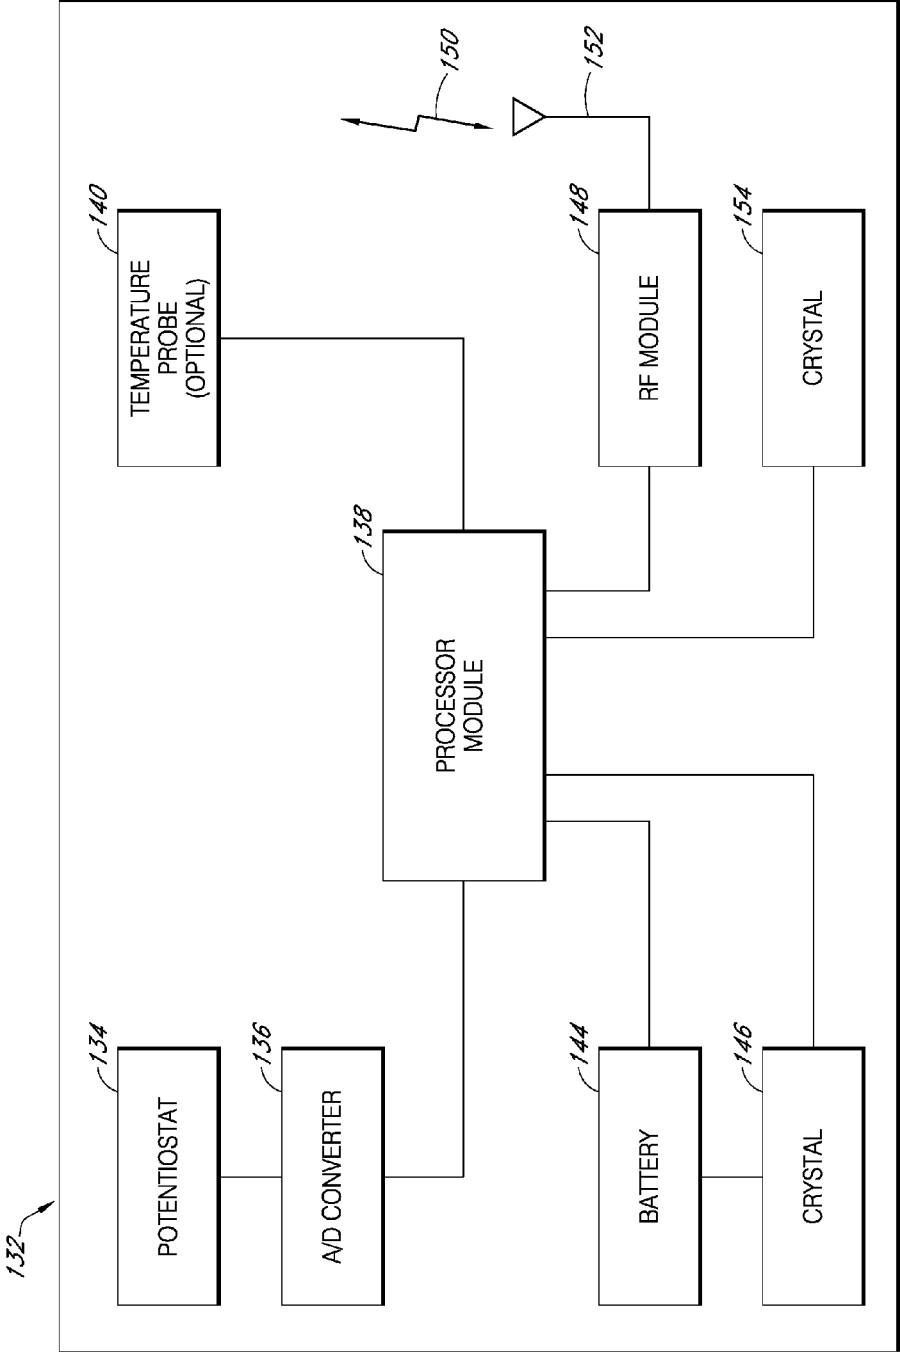 132
134
POTENTIOSTAT
136
A/D CONVERTER
140
TEMPERATURE
PROBE
(OPTIONAL)
138
PROCESSOR
MODULE
150
152
144
BATTERY
148
RF MODULE
146
CRYSTAL
154
CRYSTAL